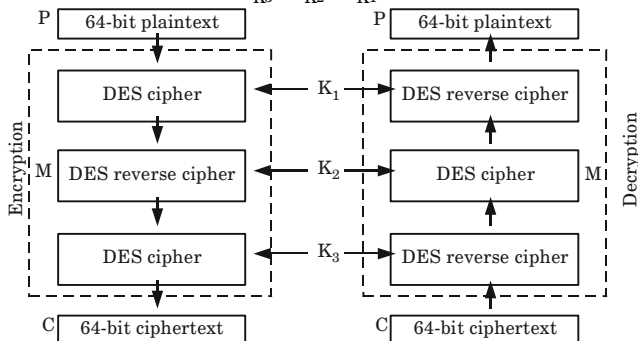 P 64-bit plaintext P 64-bit plaintext
DES cipher K1 DES reverse cipher
Encryption M DES reverse cipher K2 DES cipher M Decryption
DES cipher K3 DES reverse cipher
C 64-bit ciphertext C 64-bit ciphertext